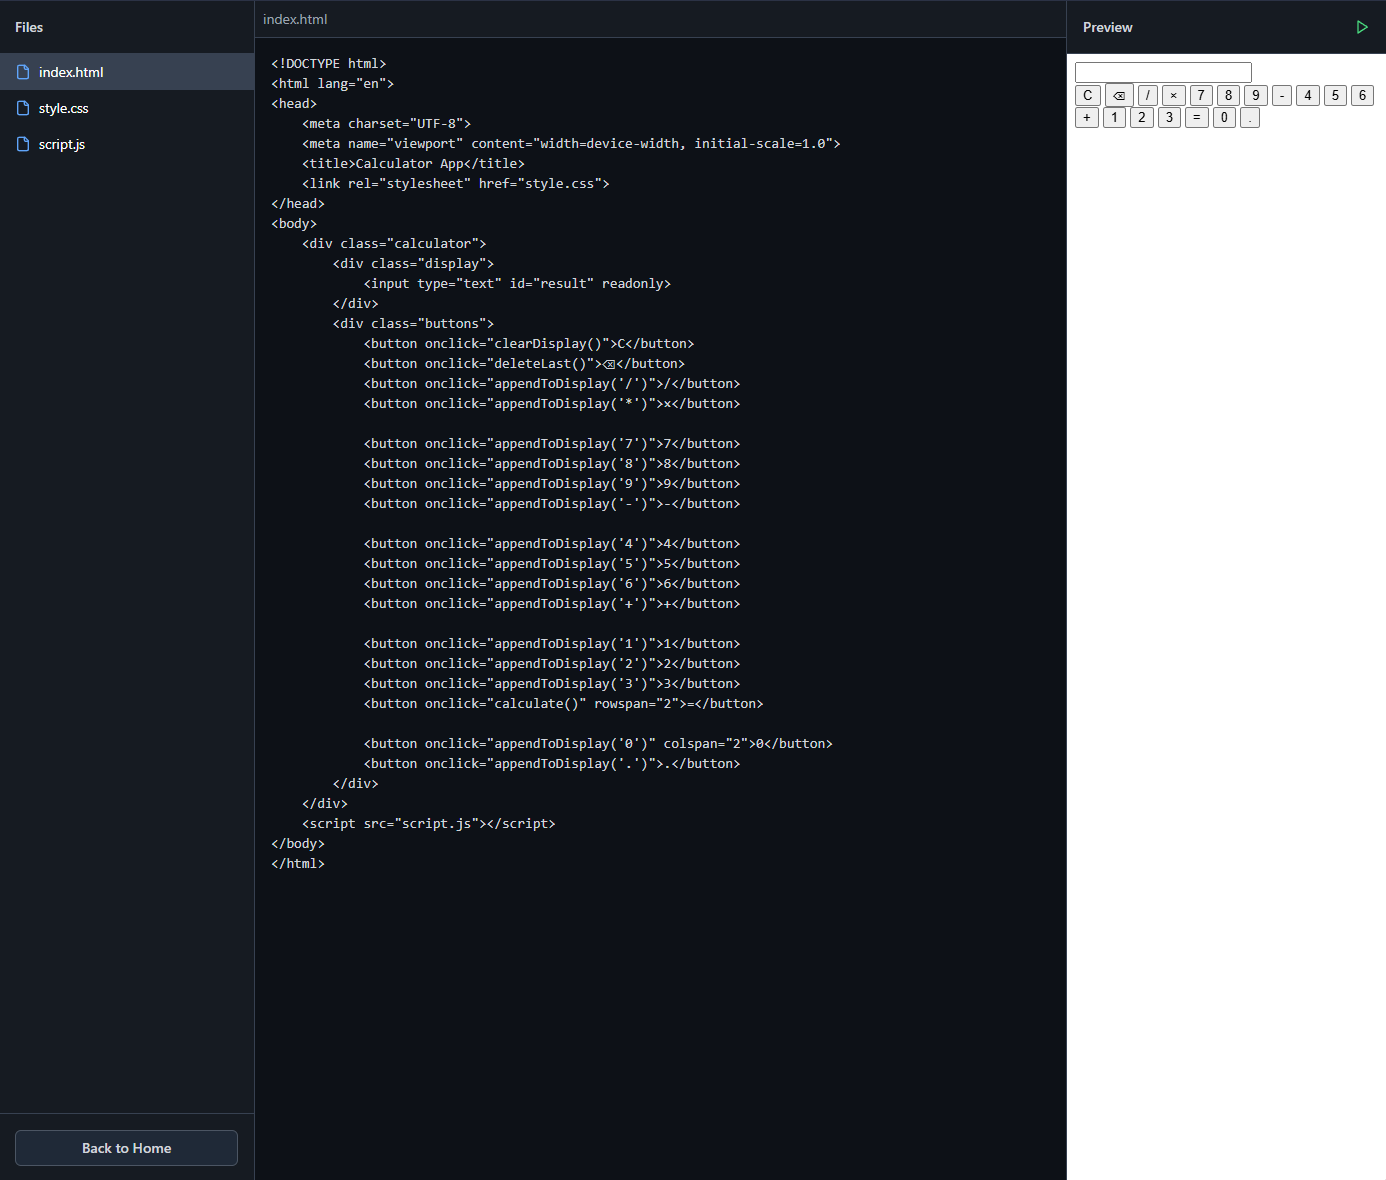 Files
index.html
style.css
script.js
Back to Home
index.html
<!DOCTYPE html>
<html lang="en">
<head>
    <meta charset="UTF-8">
    <meta name="viewport" content="width=device-width, initial-scale=1.0">
    <title>Calculator App</title>
    <link rel="stylesheet" href="style.css">
</head>
<body>
    <div class="calculator">
        <div class="display">
            <input type="text" id="result" readonly>
        </div>
        <div class="buttons">
            <button onclick="clearDisplay()">C</button>
            <button onclick="deleteLast()">⌫</button>
            <button onclick="appendToDisplay('/')">/</button>
            <button onclick="appendToDisplay('*')">×</button>

            <button onclick="appendToDisplay('7')">7</button>
            <button onclick="appendToDisplay('8')">8</button>
            <button onclick="appendToDisplay('9')">9</button>
            <button onclick="appendToDisplay('-')">-</button>

            <button onclick="appendToDisplay('4')">4</button>
            <button onclick="appendToDisplay('5')">5</button>
            <button onclick="appendToDisplay('6')">6</button>
            <button onclick="appendToDisplay('+')">+</button>

            <button onclick="appendToDisplay('1')">1</button>
            <button onclick="appendToDisplay('2')">2</button>
            <button onclick="appendToDisplay('3')">3</button>
            <button onclick="calculate()" rowspan="2">=</button>

            <button onclick="appendToDisplay('0')" colspan="2">0</button>
            <button onclick="appendToDisplay('.')">.</button>
        </div>
    </div>
    <script src="script.js"></script>
</body>
</html>
Preview
C ⌫ / × 7 8 9 - 4 5 6
+ 1 2 3 = 0 .